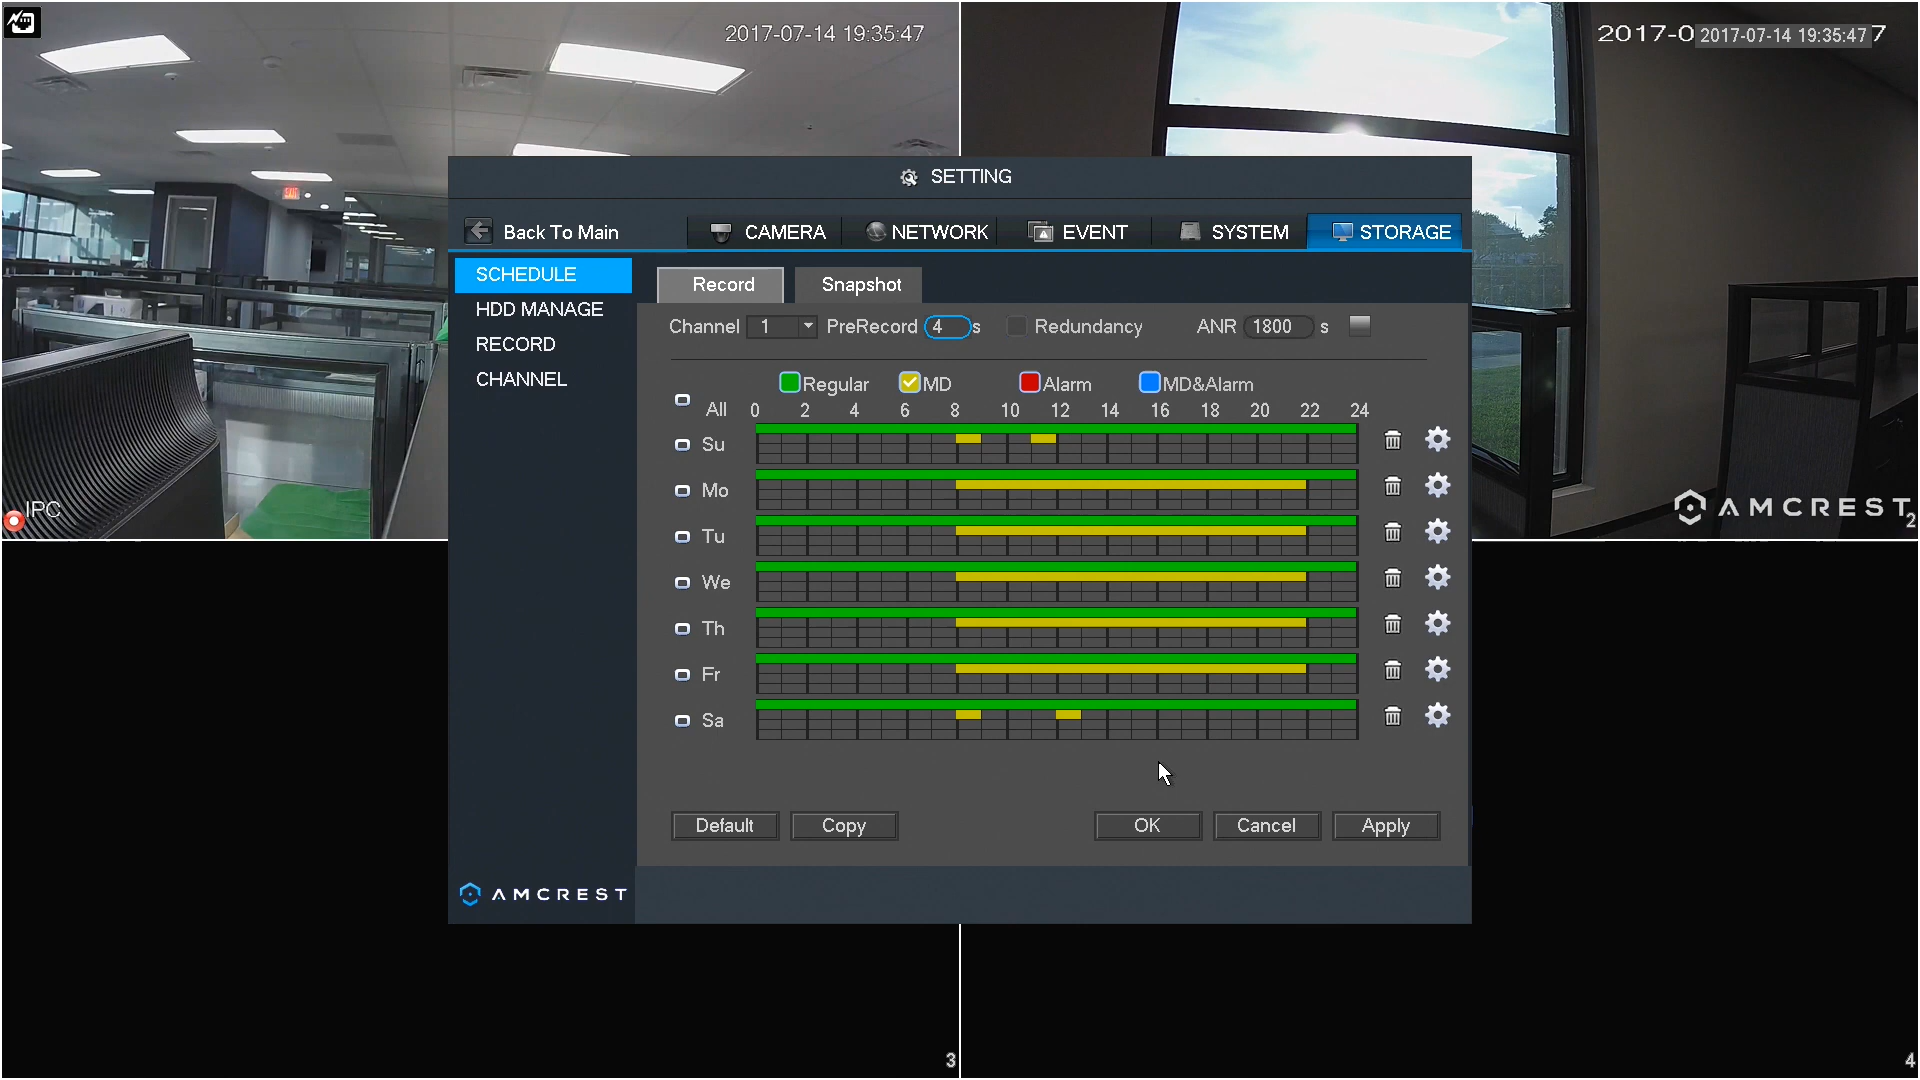 2017-07-14 19:35:47
2017-0 2017-07-14 19:35:47 7
EXIT
SETTING
Back To Main
CAMERA
NETWORK
EVENT
SYSTEM
STORAGE
SCHEDULE
HDD MANAGE
RECORD
CHANNEL
Record
Snapshot
Channel 1 PreRecord 4 s Redundancy ANR 1800 s
Regular MD Alarm MD&Alarm
All 0 2 4 6 8 10 12 14 16 18 20 22 24
Su
Mo
Tu
We
Th
Fr
Sa
Default Copy OK Cancel Apply
AMCREST
IPC
AMCREST
2
3
4